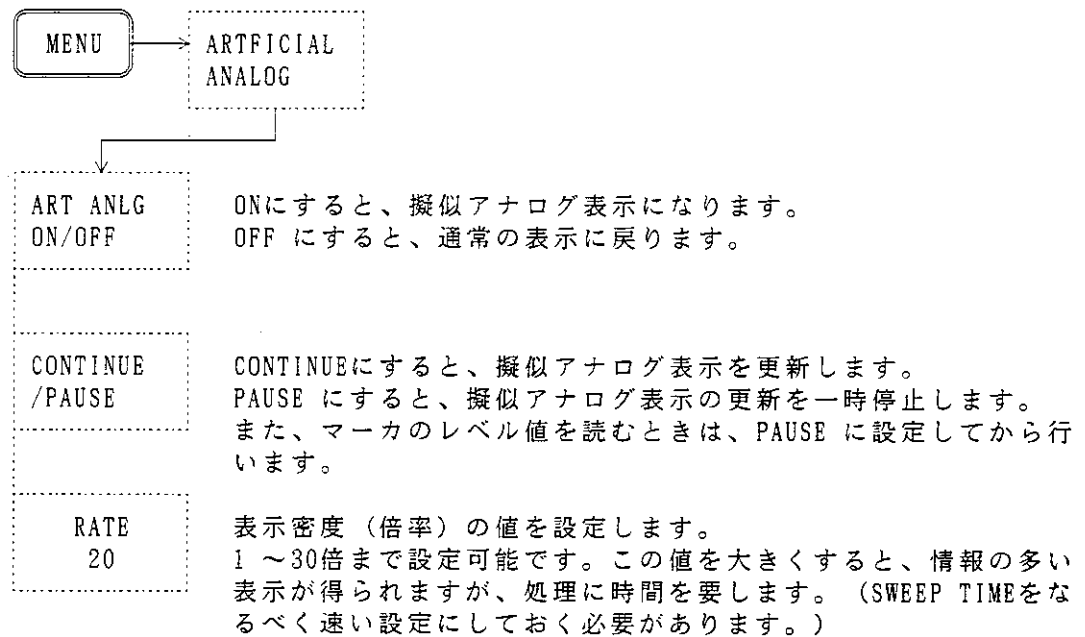 MENU
ARTFICIAL
ANALOG
ART ANLG
ON/OFF
ONにすると、擬似アナログ表示になります。
OFF にすると、通常の表示に戻ります。
CONTINUE
/PAUSE
CONTINUEにすると、擬似アナログ表示を更新します。
PAUSE にすると、擬似アナログ表示の更新を一時停止します。
また、マーカのレベル値を読むときは、PAUSE に設定してから行
います。
RATE
20
表示密度（倍率）の値を設定します。
1 ～30倍まで設定可能です。この値を大きくすると、情報の多い
表示が得られますが、処理に時間を要します。（SWEEP TIMEをな
るべく速い設定にしておく必要があります。）